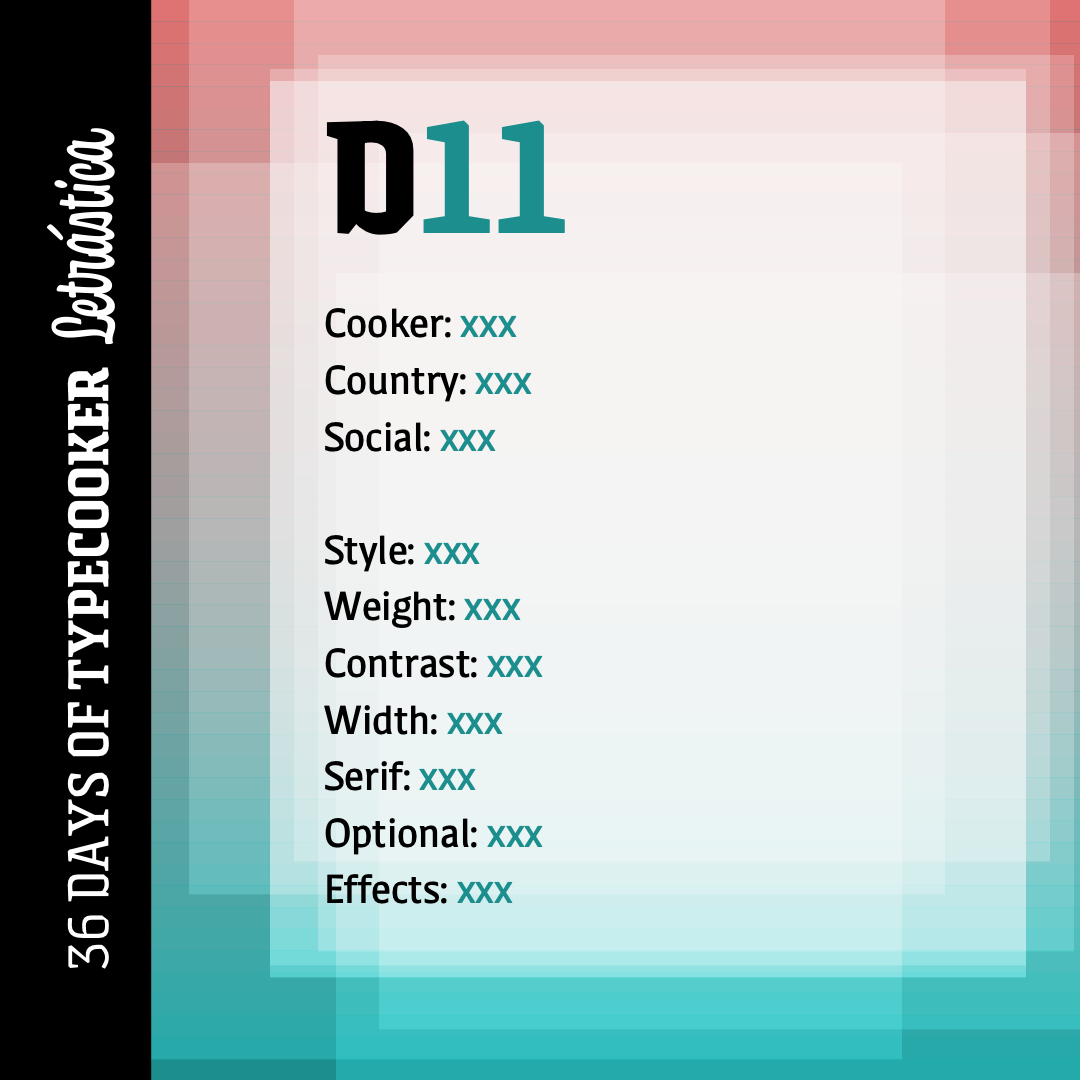 36 DAYS OF TYPECOOKER Letrástica
D11
Cooker: xxx
Country: xxx
Social: xxx
Style: xxx
Weight: xxx
Contrast: xxx
Width: xxx
Serif: xxx
Optional: xxx
Effects: xxx